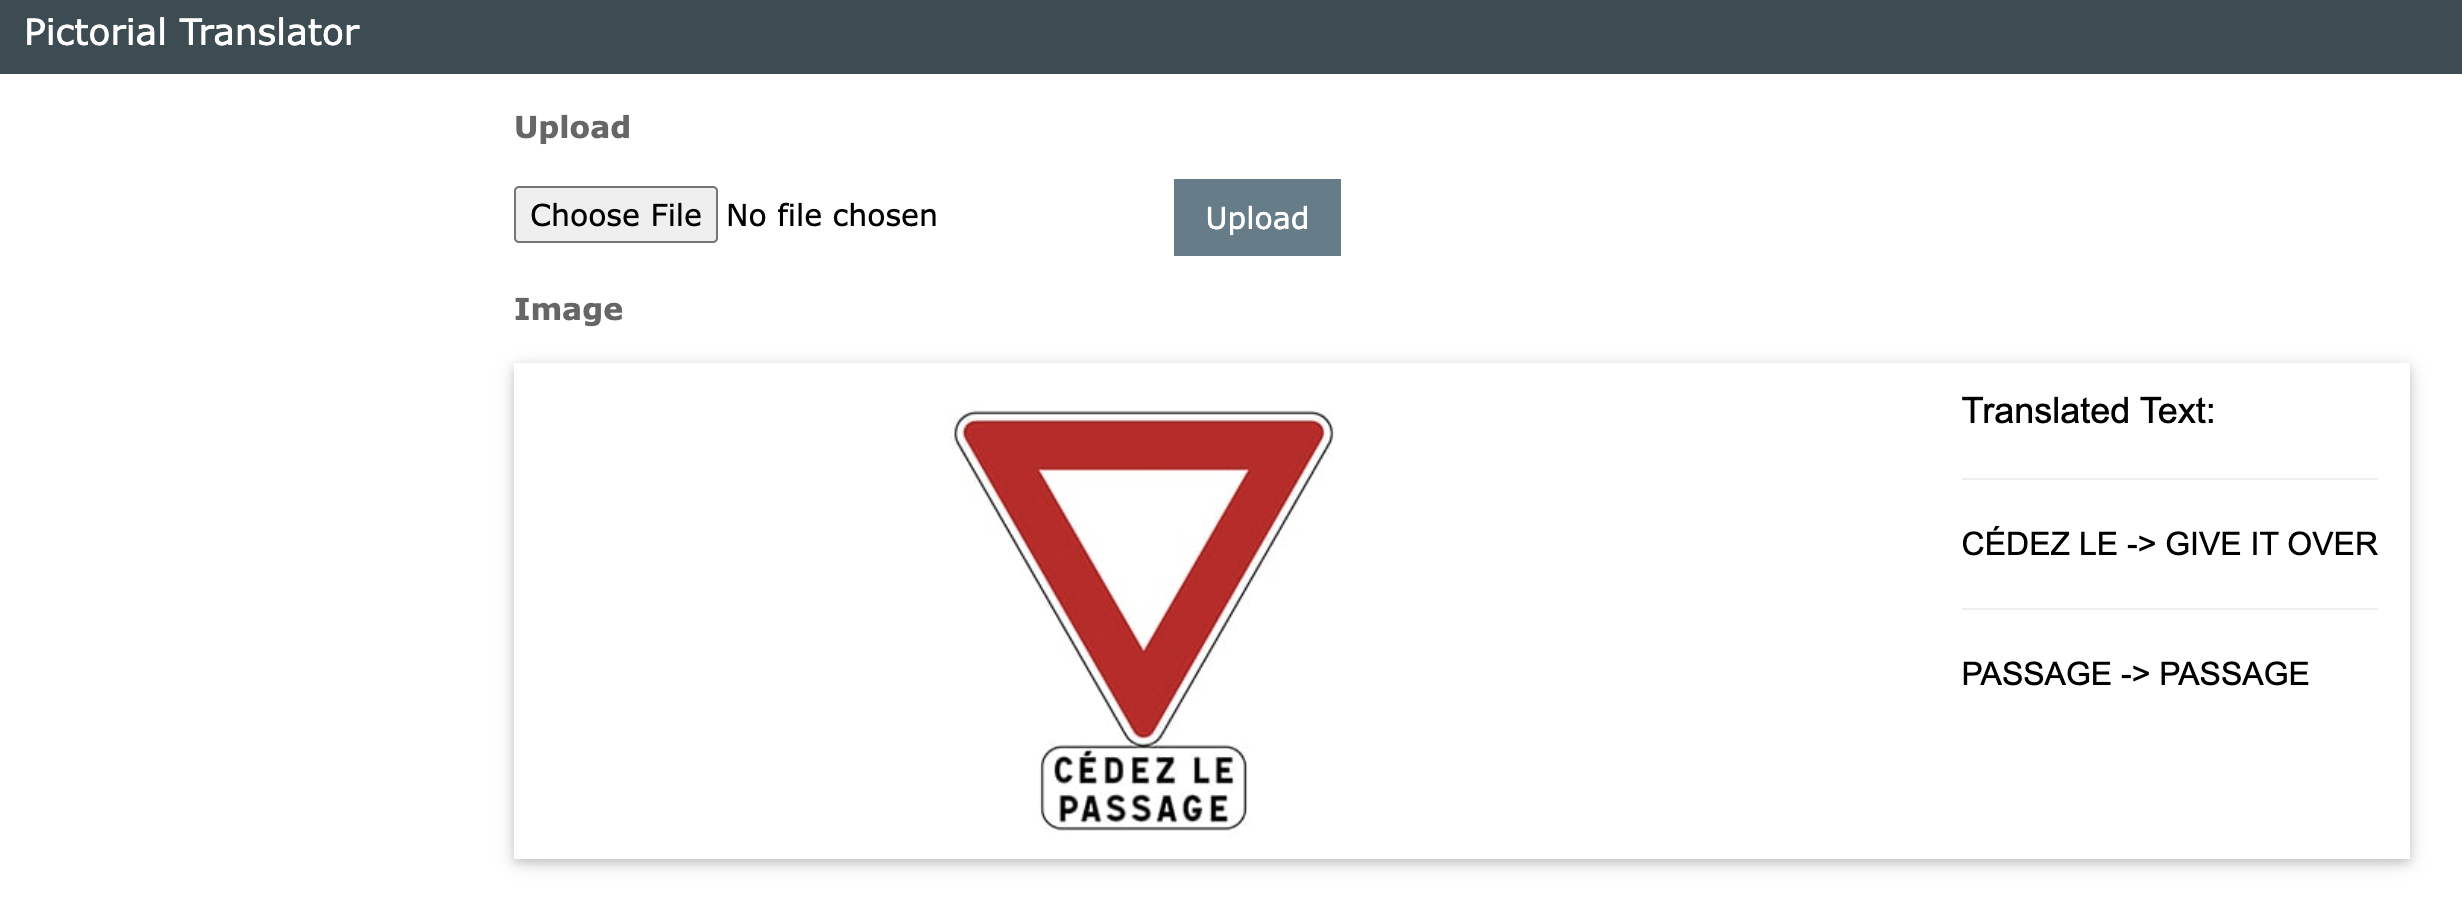 Pictorial Translator
Upload
Choose File No file chosen
Upload
Image
CÉDEZ LE
PASSAGE
Translated Text:
CÉDEZ LE -> GIVE IT OVER
PASSAGE -> PASSAGE